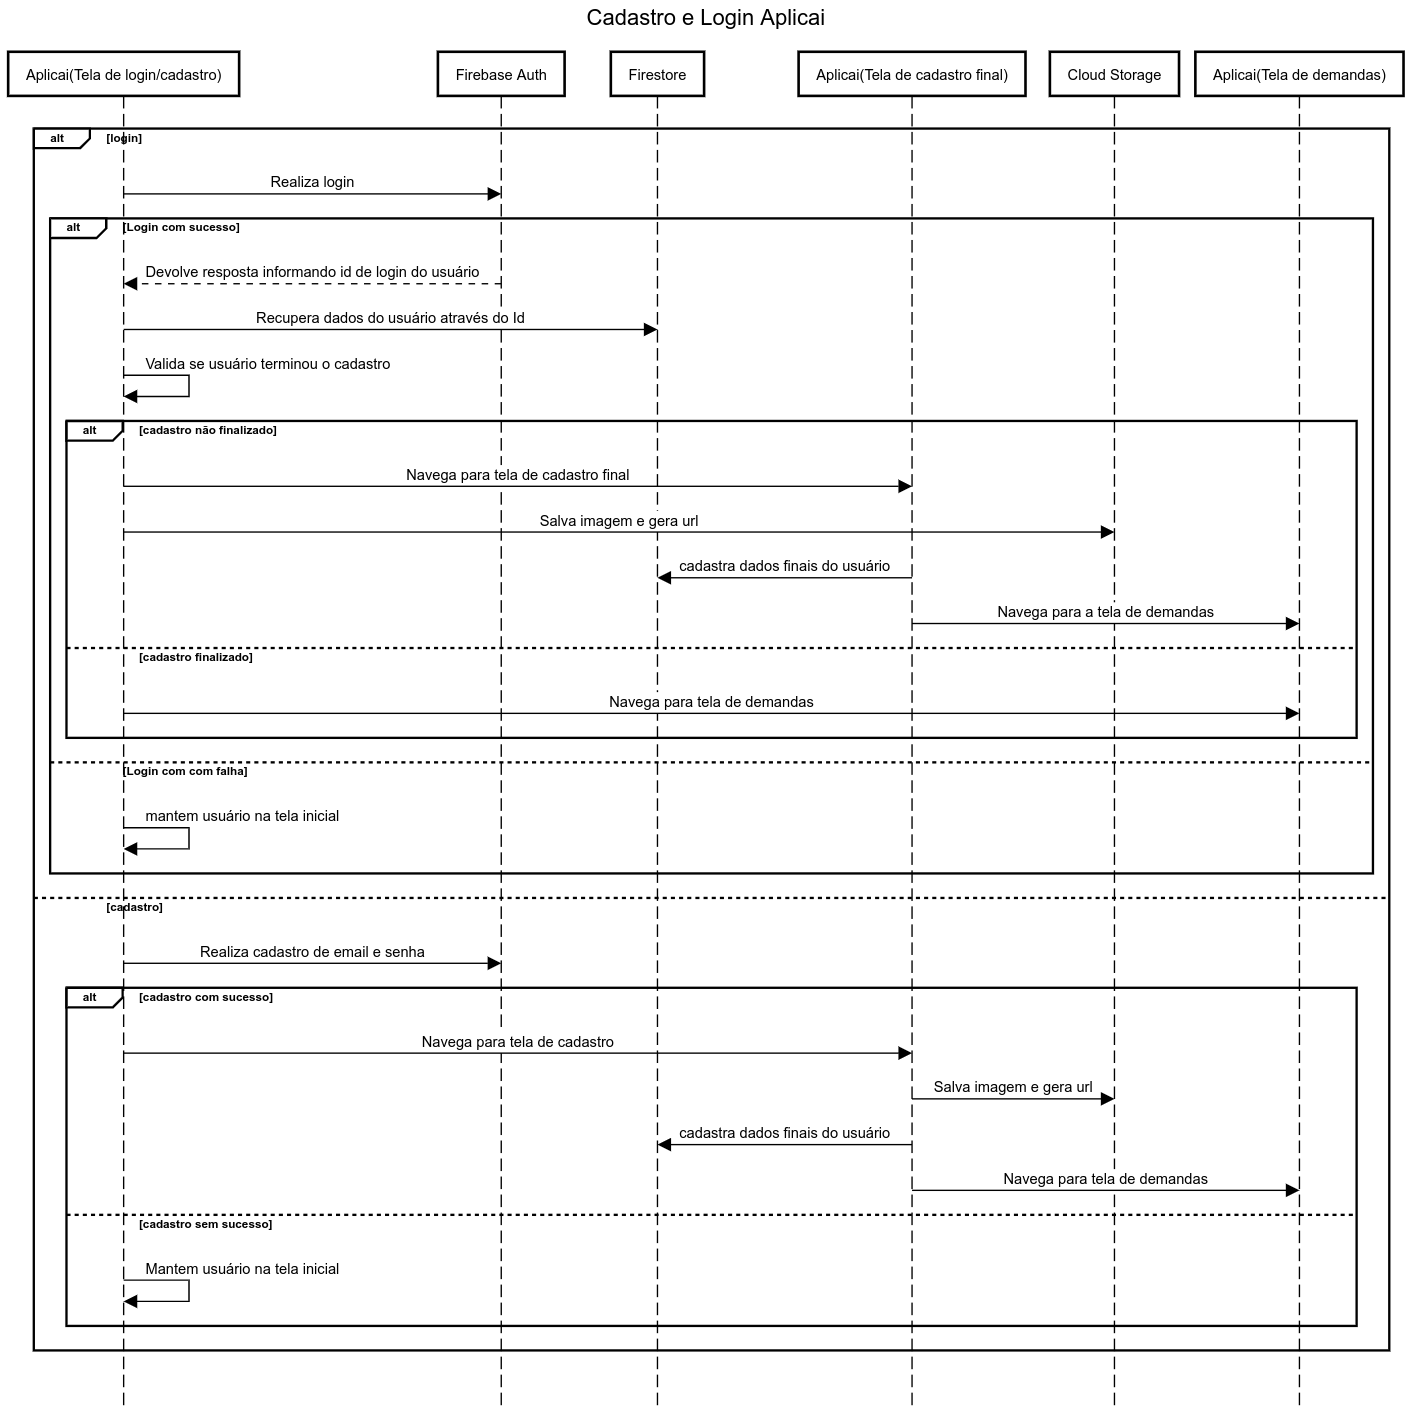 Cadastro e Login Aplicai
Aplicai(Tela de login/cadastro)
Firebase Auth
Firestore
Aplicai(Tela de cadastro final)
Cloud Storage
Aplicai(Tela de demandas)
alt
[login]
Realiza login
alt
[Login com sucesso]
Devolve resposta informando id de login do usuário
Recupera dados do usuário através do Id
Valida se usuário terminou o cadastro
alt
[cadastro não finalizado]
Navega para tela de cadastro final
Salva imagem e gera url
cadastra dados finais do usuário
Navega para a tela de demandas
[cadastro finalizado]
Navega para tela de demandas
[Login com com falha]
mantem usuário na tela inicial
[cadastro]
Realiza cadastro de email e senha
alt
[cadastro com sucesso]
Navega para tela de cadastro
Salva imagem e gera url
cadastra dados finais do usuário
Navega para tela de demandas
[cadastro sem sucesso]
Mantem usuário na tela inicial